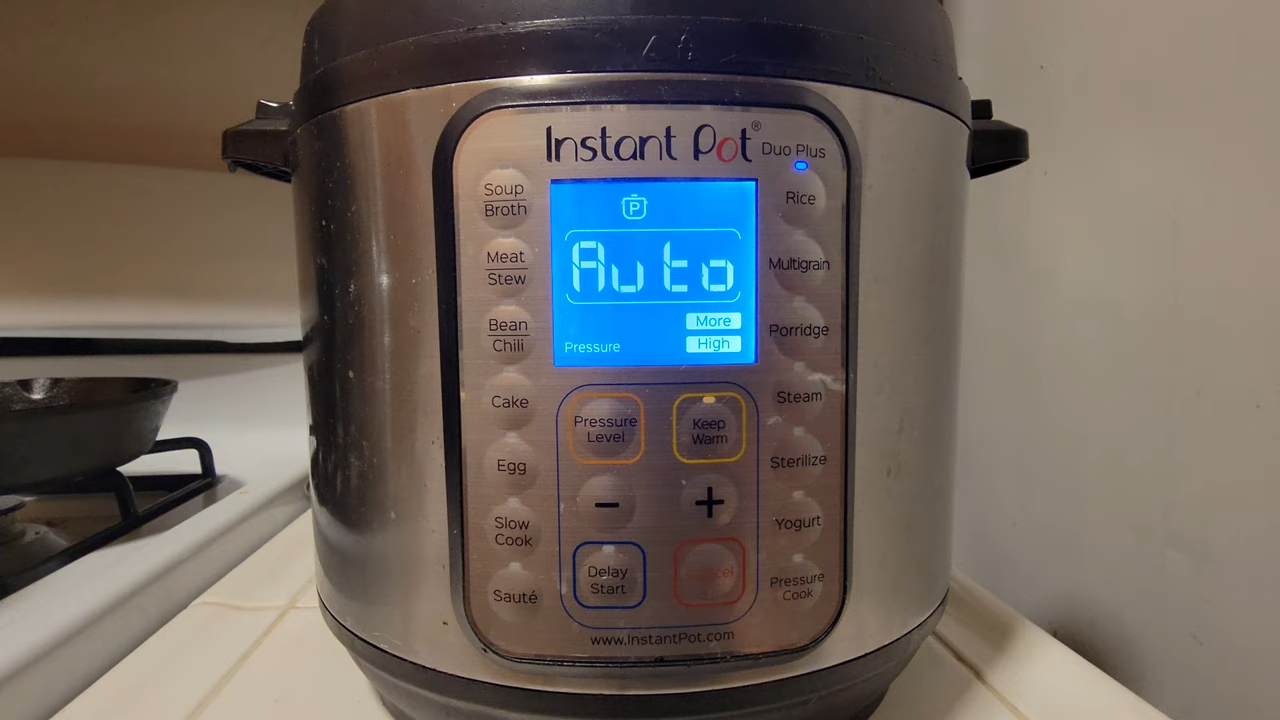 Instant Pot®
Duo Plus
Soup
Broth
Meat
Stew
Bean
Chili
Cake
Egg
Slow
Cook
Sauté
P
Auto
More
Pressure
High
Pressure
Level
Keep
Warm
−
+
Delay
Start
Cancel
www.InstantPot.com
Rice
Multigrain
Porridge
Steam
Sterilize
Yogurt
Pressure
Cook